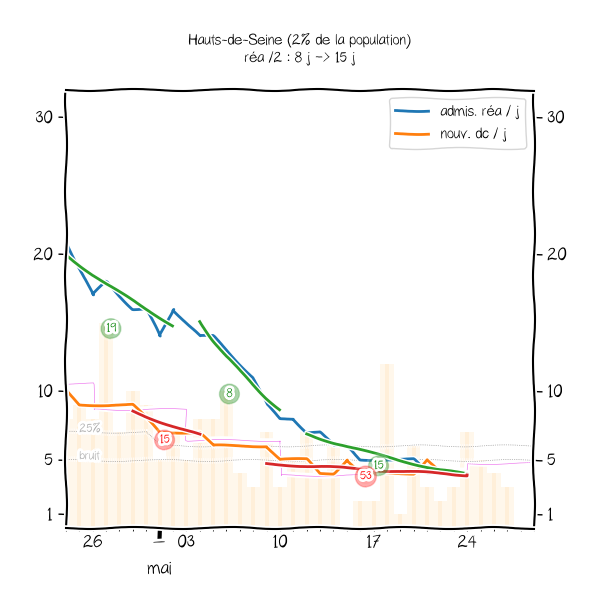 Hauts-de-Seine (2% de la population)
réa /2 : 8 j -> 15 j
admis. réa / j
nouv. dc / j
30 30
20 20
19
8
10 10
25%
15
bruit
5 5
15
53
1 1
26 1 03 10 17 24
mai